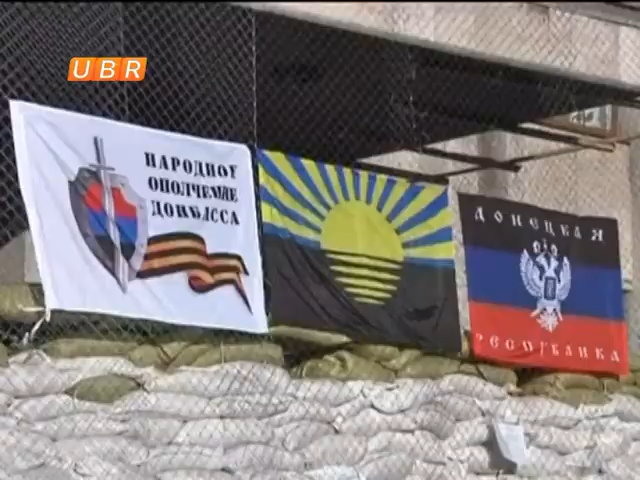 UBR
НАРОДНОЕ
ОПОЛЧЕНИЕ
ДОНБАССА
ДОНЕЦКАЯ
РЕСПУБЛИКА